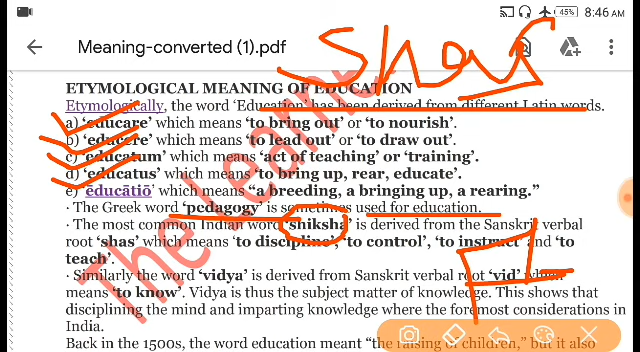 45% 8:46 AM
Meaning-converted (1).pdf
ETYMOLOGICAL MEANING OF EDUCATION
Etymologically, the word 'Education' has been derived from different Latin words.
a) 'educare' which means 'to bring out' or 'to nourish'.
b) 'educere' which means 'to lead out' or 'to draw out'.
c) 'educatum' which means 'act of teaching' or 'training'.
d) 'educatus' which means 'to bring up, rear, educate'.
e) 'ēducātiō' which means "a breeding, a bringing up, a rearing."
· The Greek word 'pedagogy' is sometimes used for education.
· The most common Indian word 'shiksha' is derived from the Sanskrit verbal
root 'shas' which means 'to discipline', 'to control', 'to instruct' and 'to
teach'.
· Similarly the word 'vidya' is derived from Sanskrit verbal root 'vid' which
means 'to know'. Vidya is thus the subject matter of knowledge. This shows that
disciplining the mind and imparting knowledge where the foremost considerations in
India.
Back in the 1500s, the word education meant "the raising of children," but it also
The Learne